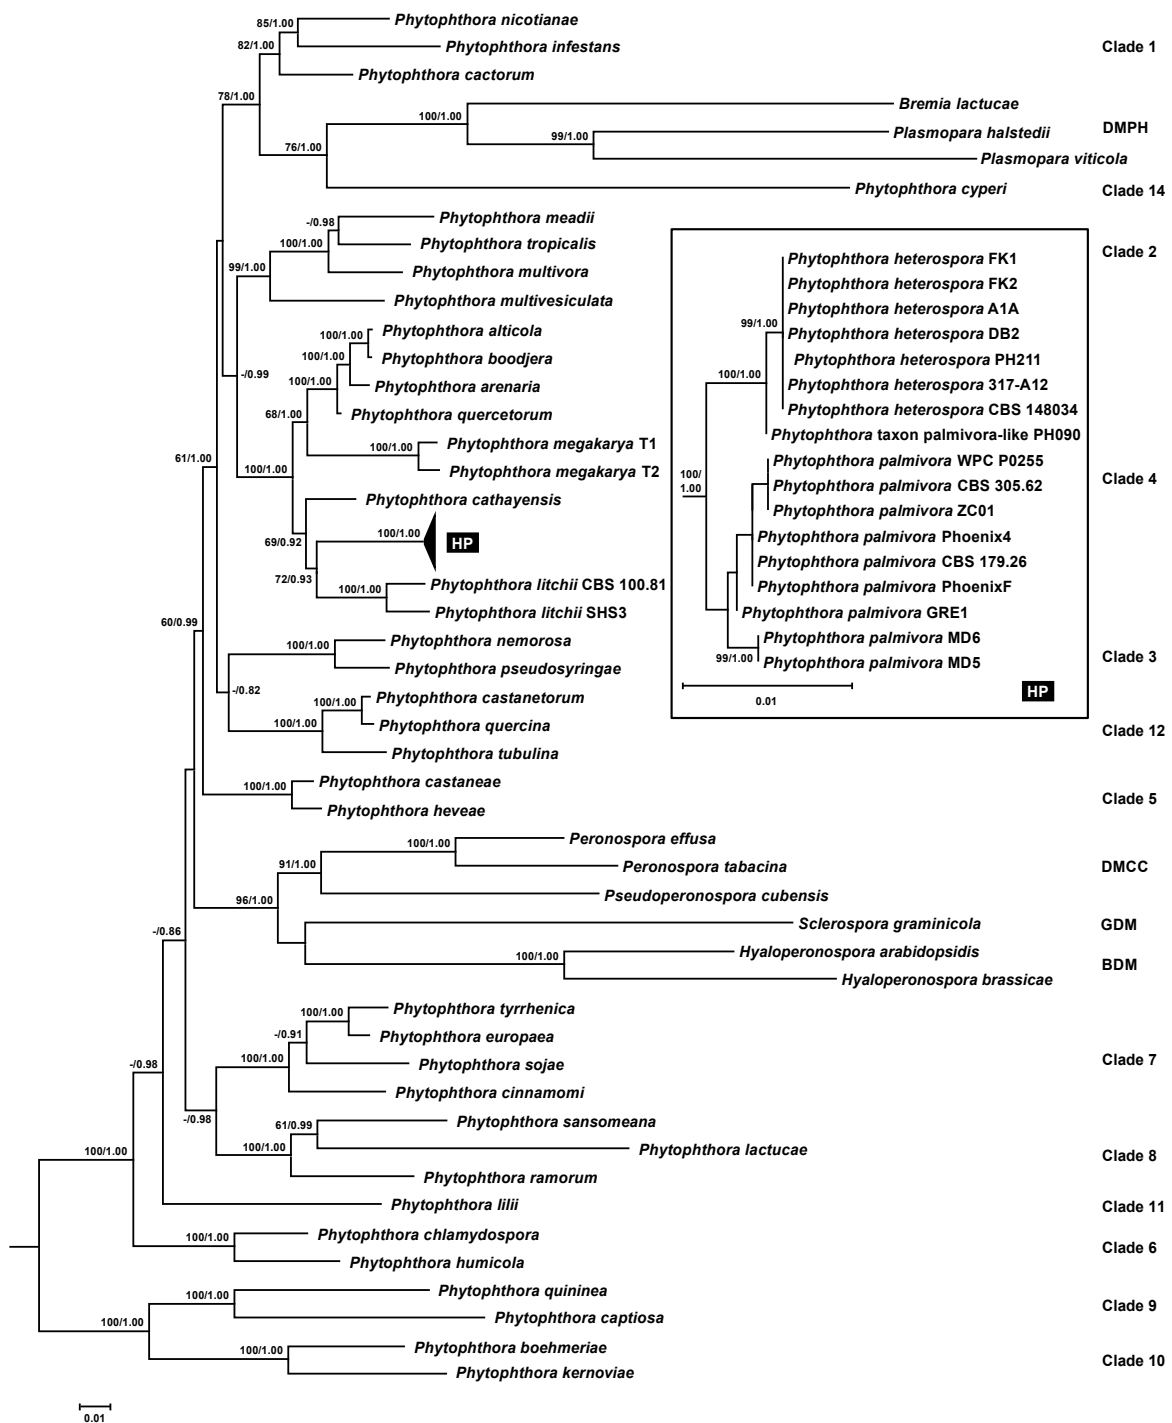 85/1.00
Phytophthora nicotianae
82/1.00
Phytophthora infestans
Clade 1
Phytophthora cactorum
78/1.00
Bremia lactucae
100/1.00
Plasmopara halstedii
DMPH
99/1.00
76/1.00
Plasmopara viticola
Phytophthora cyperi
Clade 14
Phytophthora meadii
-/0.98
Phytophthora tropicalis
Clade 2
100/1.00
99/1.00
Phytophthora multivora
Phytophthora multivesiculata
Phytophthora alticola
100/1.00
Phytophthora boodjera
100/1.00
-/0.99
100/1.00
Phytophthora arenaria
Phytophthora quercetorum
68/1.00
Phytophthora megakarya T1
100/1.00
61/1.00
100/1.00
Phytophthora megakarya T2
Clade 4
Phytophthora cathayensis
100/1.00
HP
69/0.92
72/0.93
Phytophthora litchii CBS 100.81
100/1.00
Phytophthora litchii SHS3
60/0.99
Phytophthora nemorosa
100/1.00
Phytophthora pseudosyringae
Clade 3
-/0.82
Phytophthora castanetorum
100/1.00
100/1.00
Phytophthora quercina
Clade 12
Phytophthora tubulina
Phytophthora castaneae
100/1.00
Clade 5
Phytophthora heveae
Peronospora effusa
100/1.00
91/1.00
Peronospora tabacina
DMCC
Pseudoperonospora cubensis
96/1.00
Sclerospora graminicola
GDM
-/0.86
Hyaloperonospora arabidopsidis
100/1.00
BDM
Hyaloperonospora brassicae
Phytophthora tyrrhenica
100/1.00
Phytophthora europaea
-/0.91
100/1.00
Phytophthora sojae
Clade 7
-/0.98
Phytophthora cinnamomi
-/0.98
Phytophthora sansomeana
61/0.99
100/1.00
Phytophthora lactucae
Clade 8
100/1.00
Phytophthora ramorum
Phytophthora lilii
Clade 11
Phytophthora chlamydospora
100/1.00
Clade 6
Phytophthora humicola
Phytophthora quininea
100/1.00
Clade 9
100/1.00
Phytophthora captiosa
Phytophthora boehmeriae
100/1.00
Clade 10
Phytophthora kernoviae
0.01
Phytophthora heterospora FK1
Phytophthora heterospora FK2
Phytophthora heterospora A1A
99/1.00
Phytophthora heterospora DB2
Phytophthora heterospora PH211
100/1.00
Phytophthora heterospora 317-A12
Phytophthora heterospora CBS 148034
Phytophthora taxon palmivora-like PH090
Phytophthora palmivora WPC P0255
100/
1.00
Phytophthora palmivora CBS 305.62
Phytophthora palmivora ZC01
Phytophthora palmivora Phoenix4
Phytophthora palmivora CBS 179.26
Phytophthora palmivora PhoenixF
Phytophthora palmivora GRE1
Phytophthora palmivora MD6
99/1.00
Phytophthora palmivora MD5
0.01
HP